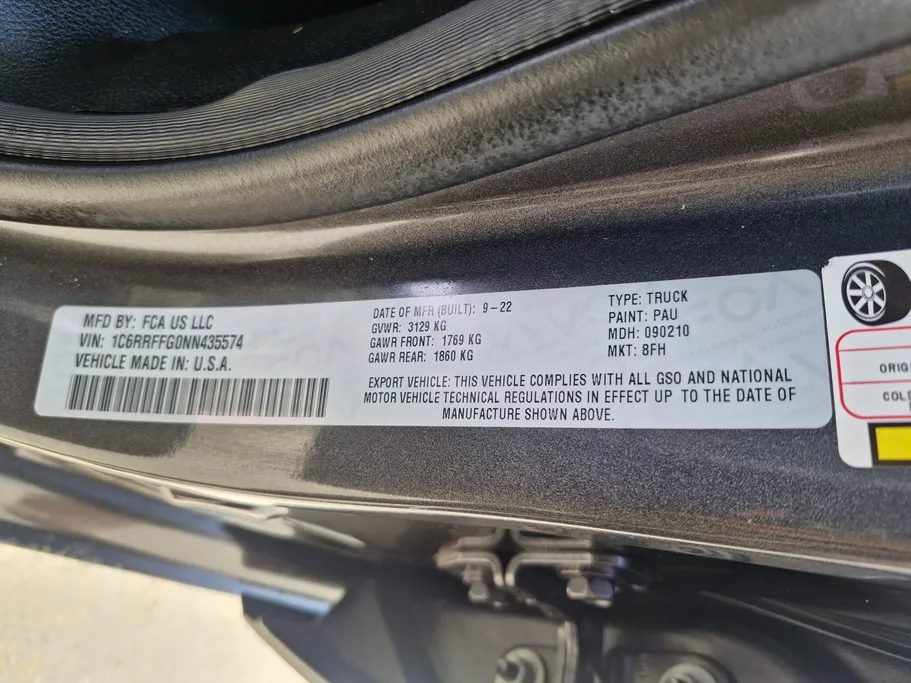 MFD BY: FCA US LLC
VIN: 1C6RRFFG0NN435574
VEHICLE MADE IN: U.S.A.
DATE OF MFR (BUILT): 9-22
GVWR: 3129 KG
GAWR FRONT: 1769 KG
GAWR REAR: 1860 KG
TYPE: TRUCK
PAINT: PAU
MDH: 090210
MKT: 8FH
EXPORT VEHICLE: THIS VEHICLE COMPLIES WITH ALL GSO AND NATIONAL
MOTOR VEHICLE TECHNICAL REGULATIONS IN EFFECT UP TO THE DATE OF
MANUFACTURE SHOWN ABOVE.